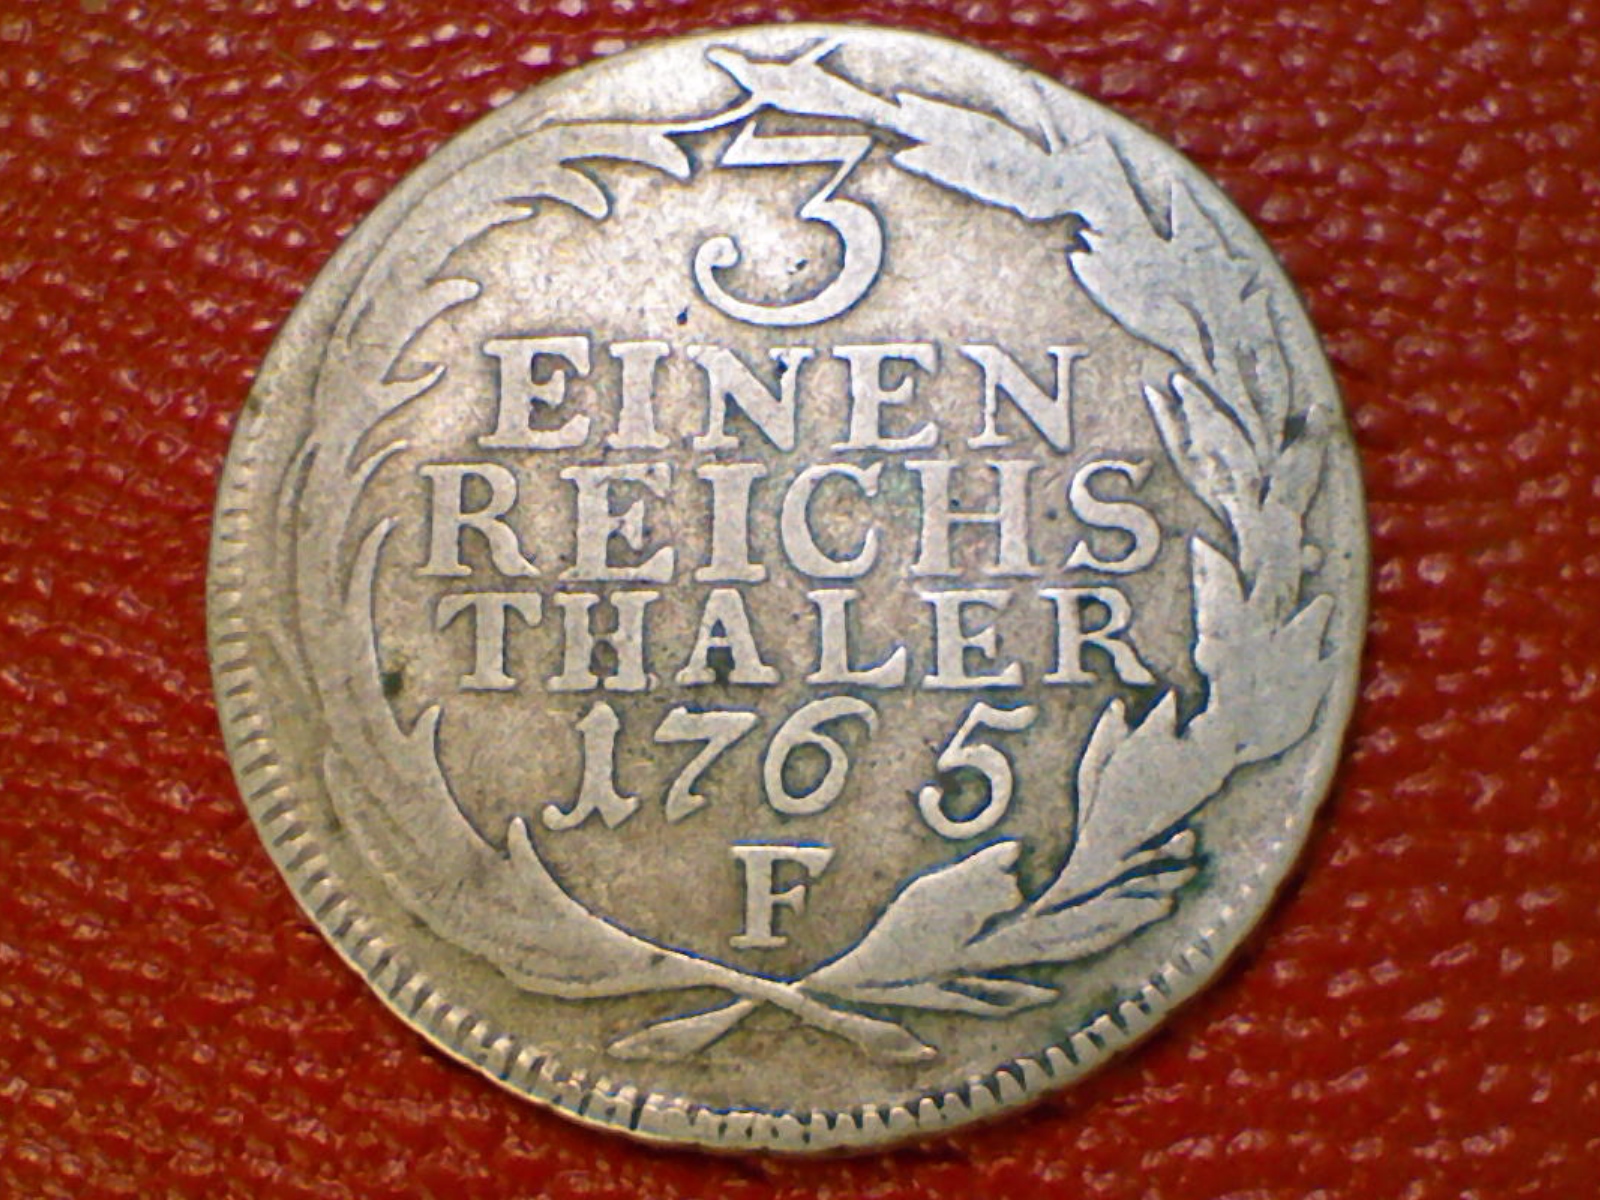 3
EINEN
REICHS
THALER
1765
F